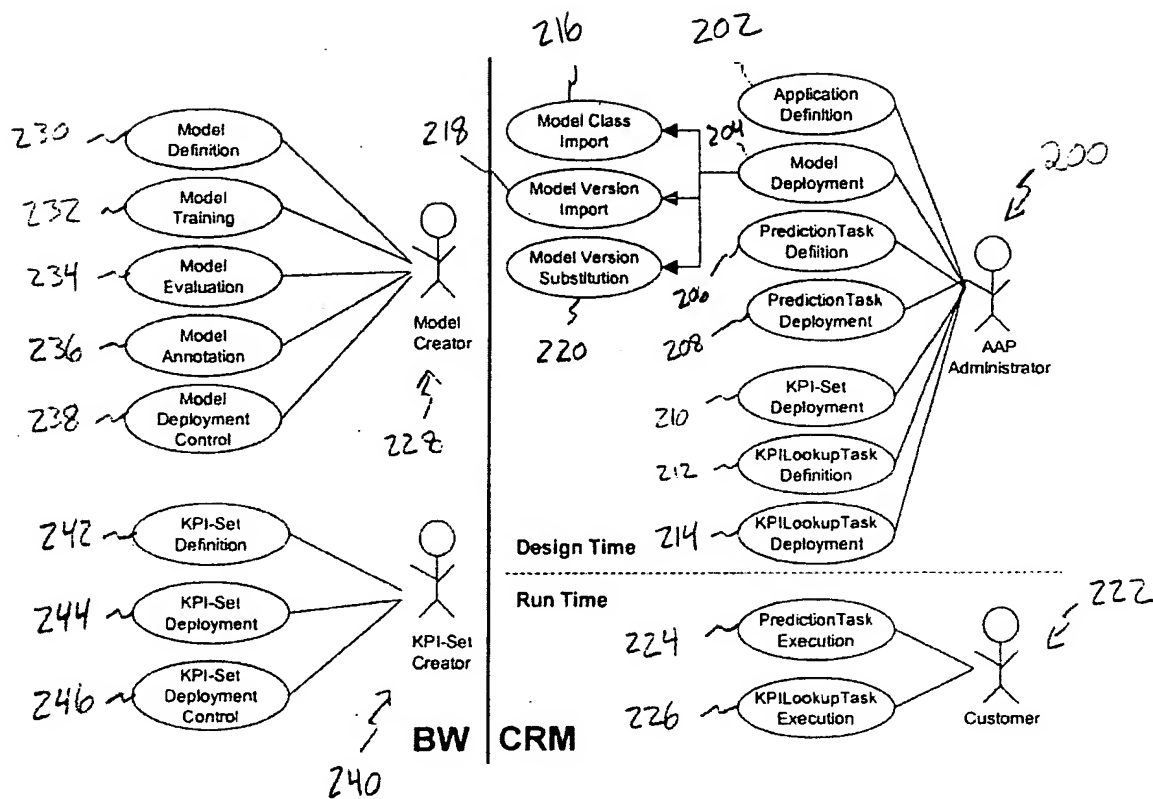 216
202
Application
Definition
230
Model
Definition
218
Model Class
Import
204
Model
Deployment
200
232
Model
Training
Model Version
Import
PredictionTask
Defiition
234
Model
Evaluation
Model Version
Substitution
206
PredictionTask
Deployment
Model
Creator
208
220
AAP
Administrator
236
Model
Annotation
228
210
KPI-Set
Deployment
238
Model
Deployment
Control
212
KPILookupTask
Definition
242
KPI-Set
Definition
Design Time
214
KPILookupTask
Deployment
Run Time
222
244
KPI-Set
Deployment
KPI-Set
Creator
224
PredictionTask
Execution
246
KPI-Set
Deployment
Control
226
KPILookupTask
Execution
Customer
BW
CRM
240